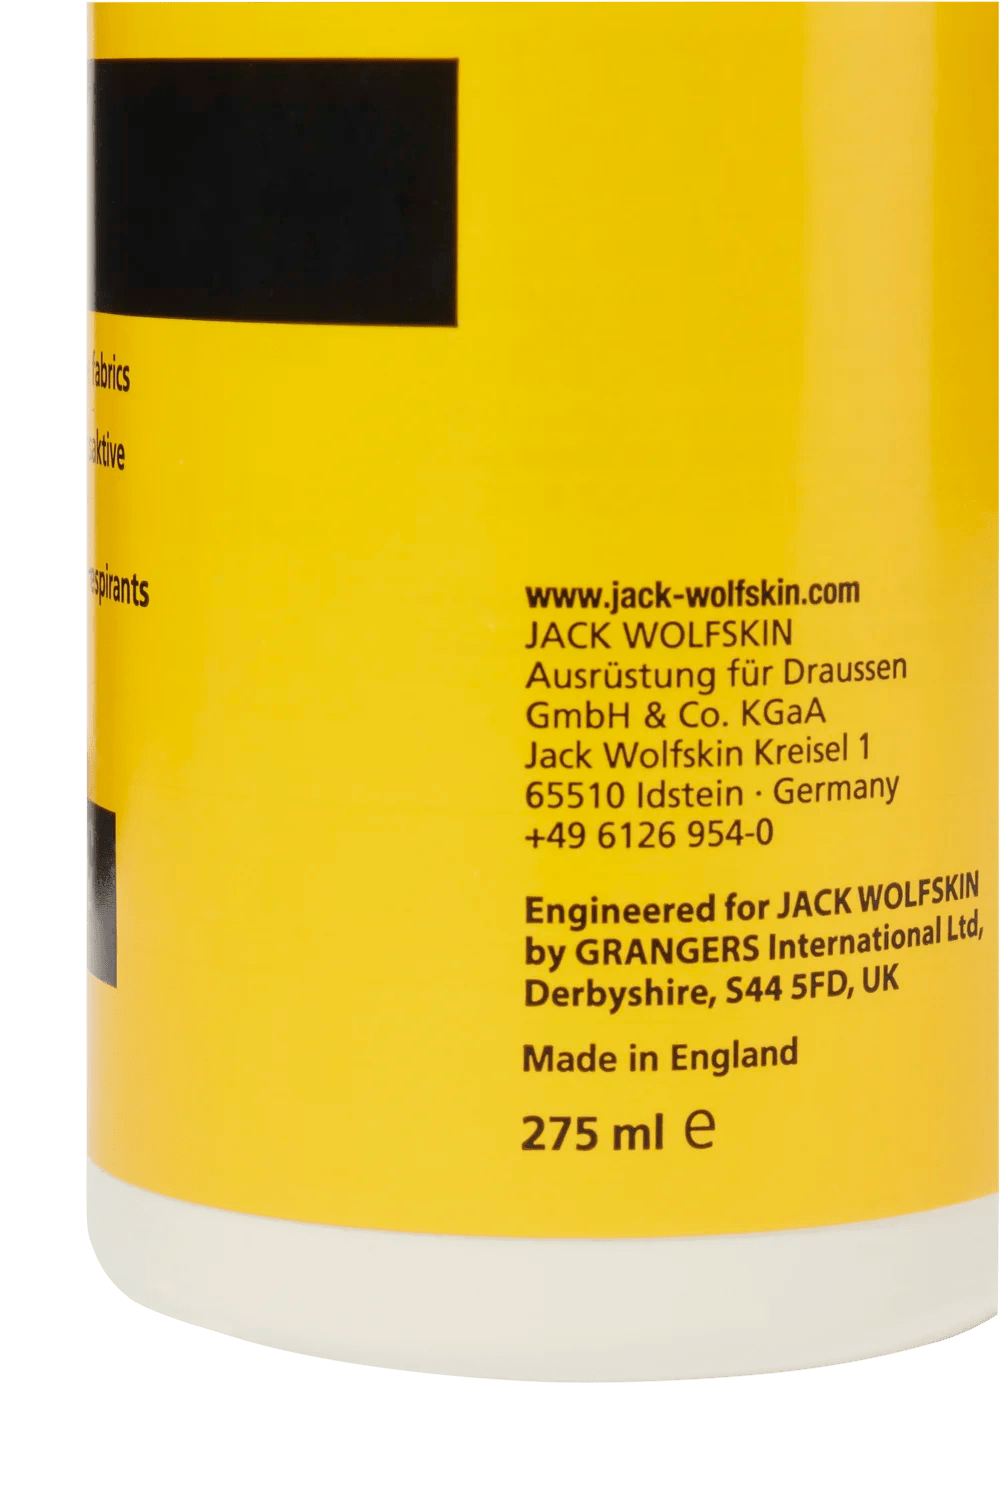 fabrics
aktive
spirants
www.jack-wolfskin.com
JACK WOLFSKIN
Ausrüstung für Draussen
GmbH & Co. KGaA
Jack Wolfskin Kreisel 1
65510 Idstein · Germany
+49 6126 954-0
Engineered for JACK WOLFSKIN
by GRANGERS International Ltd,
Derbyshire, S44 5FD, UK
Made in England
275 ml e